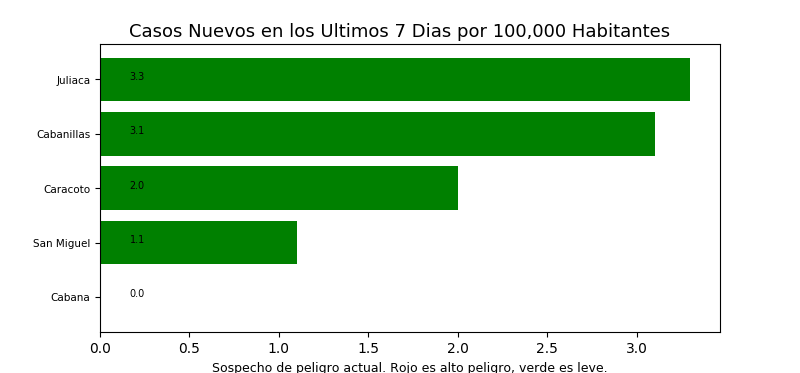 Casos Nuevos en los Ultimos 7 Dias por 100,000 Habitantes
Juliaca 3.3
Cabanillas 3.1
Caracoto 2.0
San Miguel 1.1
Cabana 0.0
0.0 0.5 1.0 1.5 2.0 2.5 3.0
Sospecho de peligro actual. Rojo es alto peligro, verde es leve.